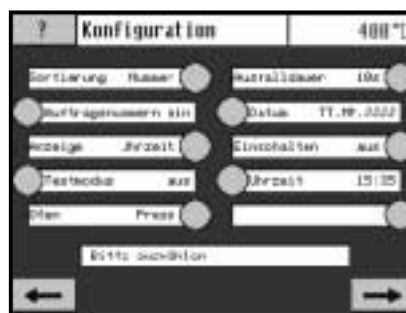 ? Konfiguration 400 °C
Sortierung Nummer Ausfalldauer 10s
Auftragsnummern ein Datum TT.MM.JJJJ
Anzeige Uhrzeit Einschalten aus
Testmodus aus Uhrzeit 15:35
Ofen Press
Bitte auswählen